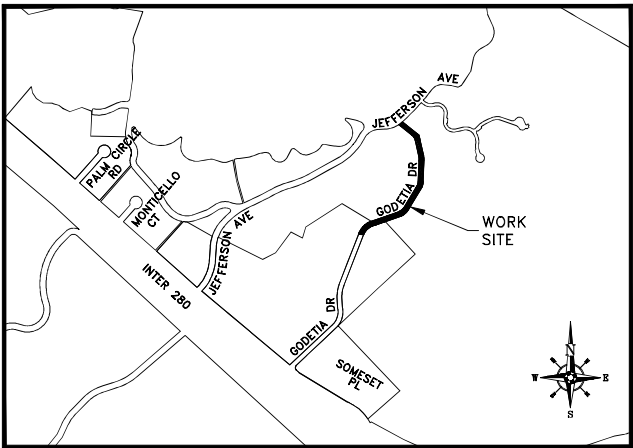 JEFFERSON AVE
PALM CIRCLE
RD
MONTICELLO
CT
JEFFERSON AVE
GODETIA DR
WORK
SITE
INTER 280
GODETIA DR
SOMESET
PL
N
W E
S